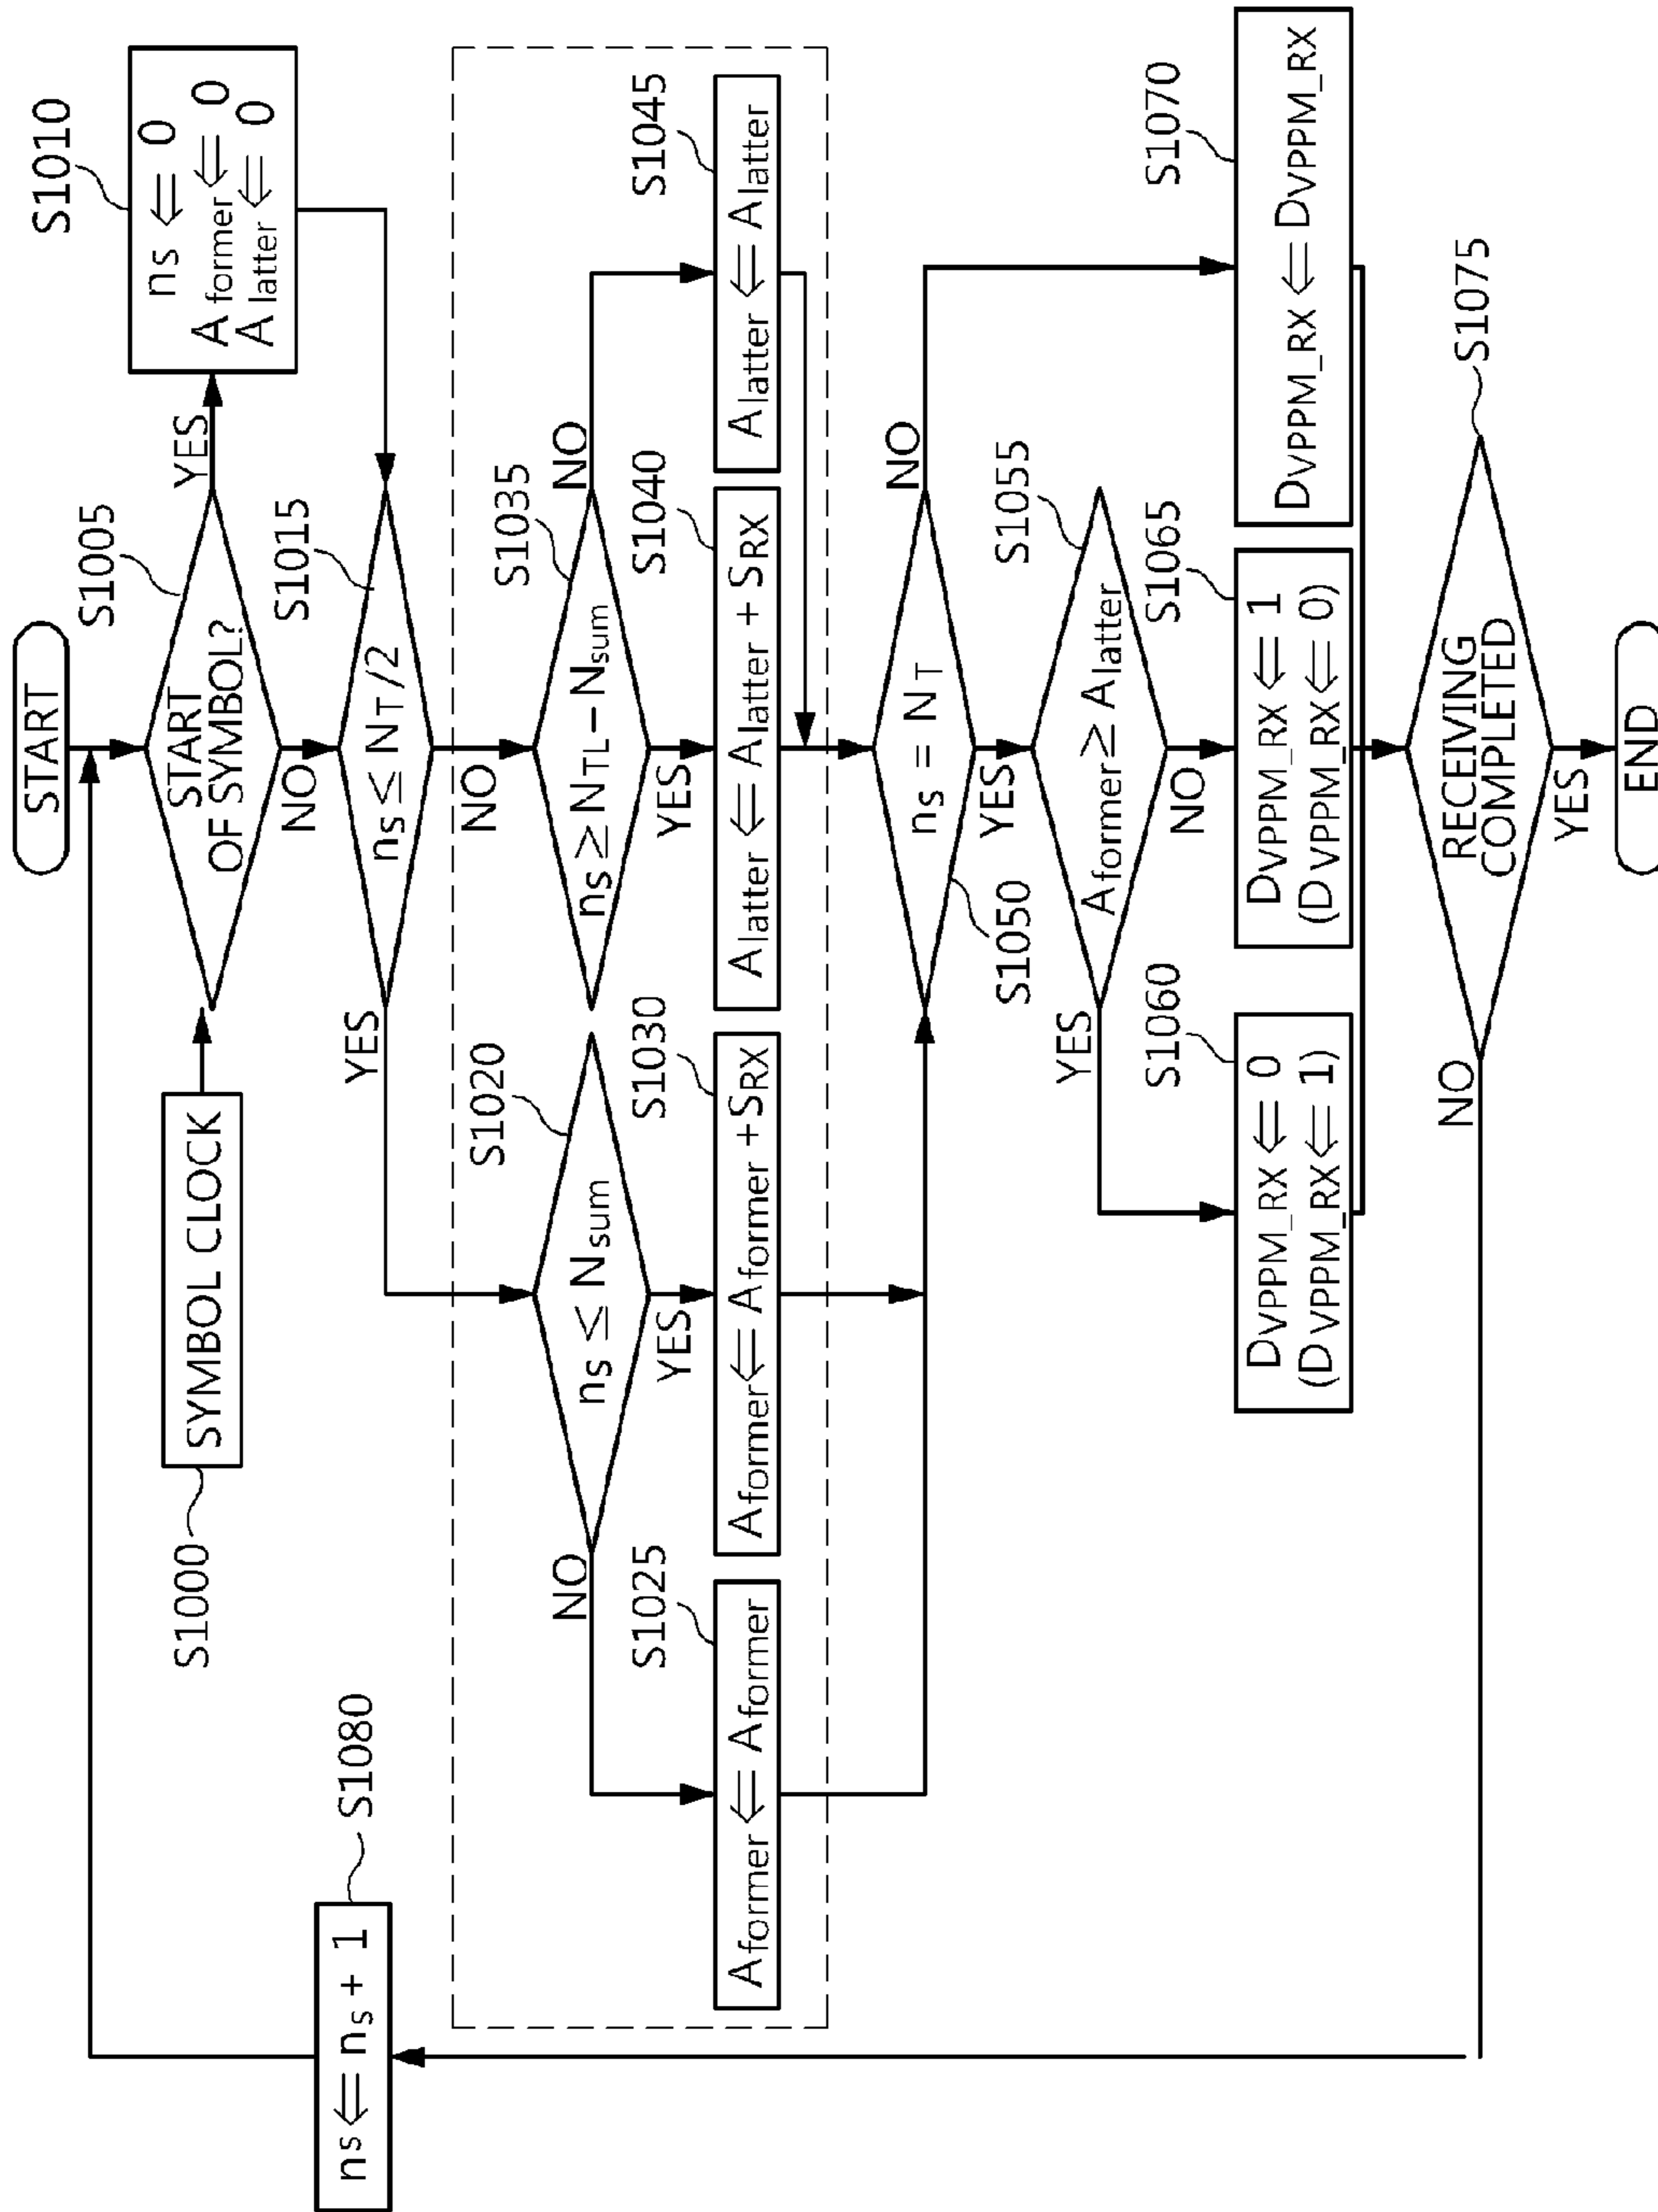 START
SYMBOL CLOCK
S1000
START
OF SYMBOL?
S1005
YES
NO
S1010
ns ⇐ 0
Aformer ⇐ 0
Alatter ⇐ 0
S1015
ns ≤ NT/2
YES
NO
S1020
ns ≤ Nsum
NO
YES
S1035
ns ≥ NTL − Nsum
NO
YES
S1025
Aformer ⇐ Aformer
S1030
Aformer ⇐ Aformer + SRX
S1040
Alatter ⇐ Alatter + SRX
S1045
Alatter ⇐ Alatter
ns = NT
S1050
NO
YES
S1055
Aformer ≥ Alatter
YES
NO
S1060
DVPPM_RX ⇐ 0
(DVPPM_RX ⇐ 1)
S1065
DVPPM_RX ⇐ 1
(DVPPM_RX ⇐ 0)
S1070
DVPPM_RX ⇐ DVPPM_RX
S1075
RECEIVING
COMPLETED
NO
YES
S1080
ns ⇐ ns + 1
END